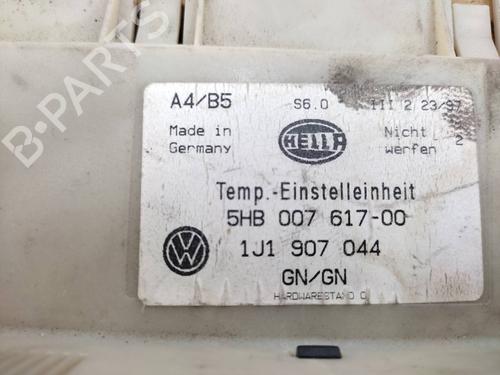 A4/B5 S6.0 III 2 23/97
Made in Germany
HELLA
Nicht werfen 2
Temp.-Einstelleinheit
5HB 007 617-00
1J1 907 044
GN/GN
HARDWARESTAND 0
B-PARTS